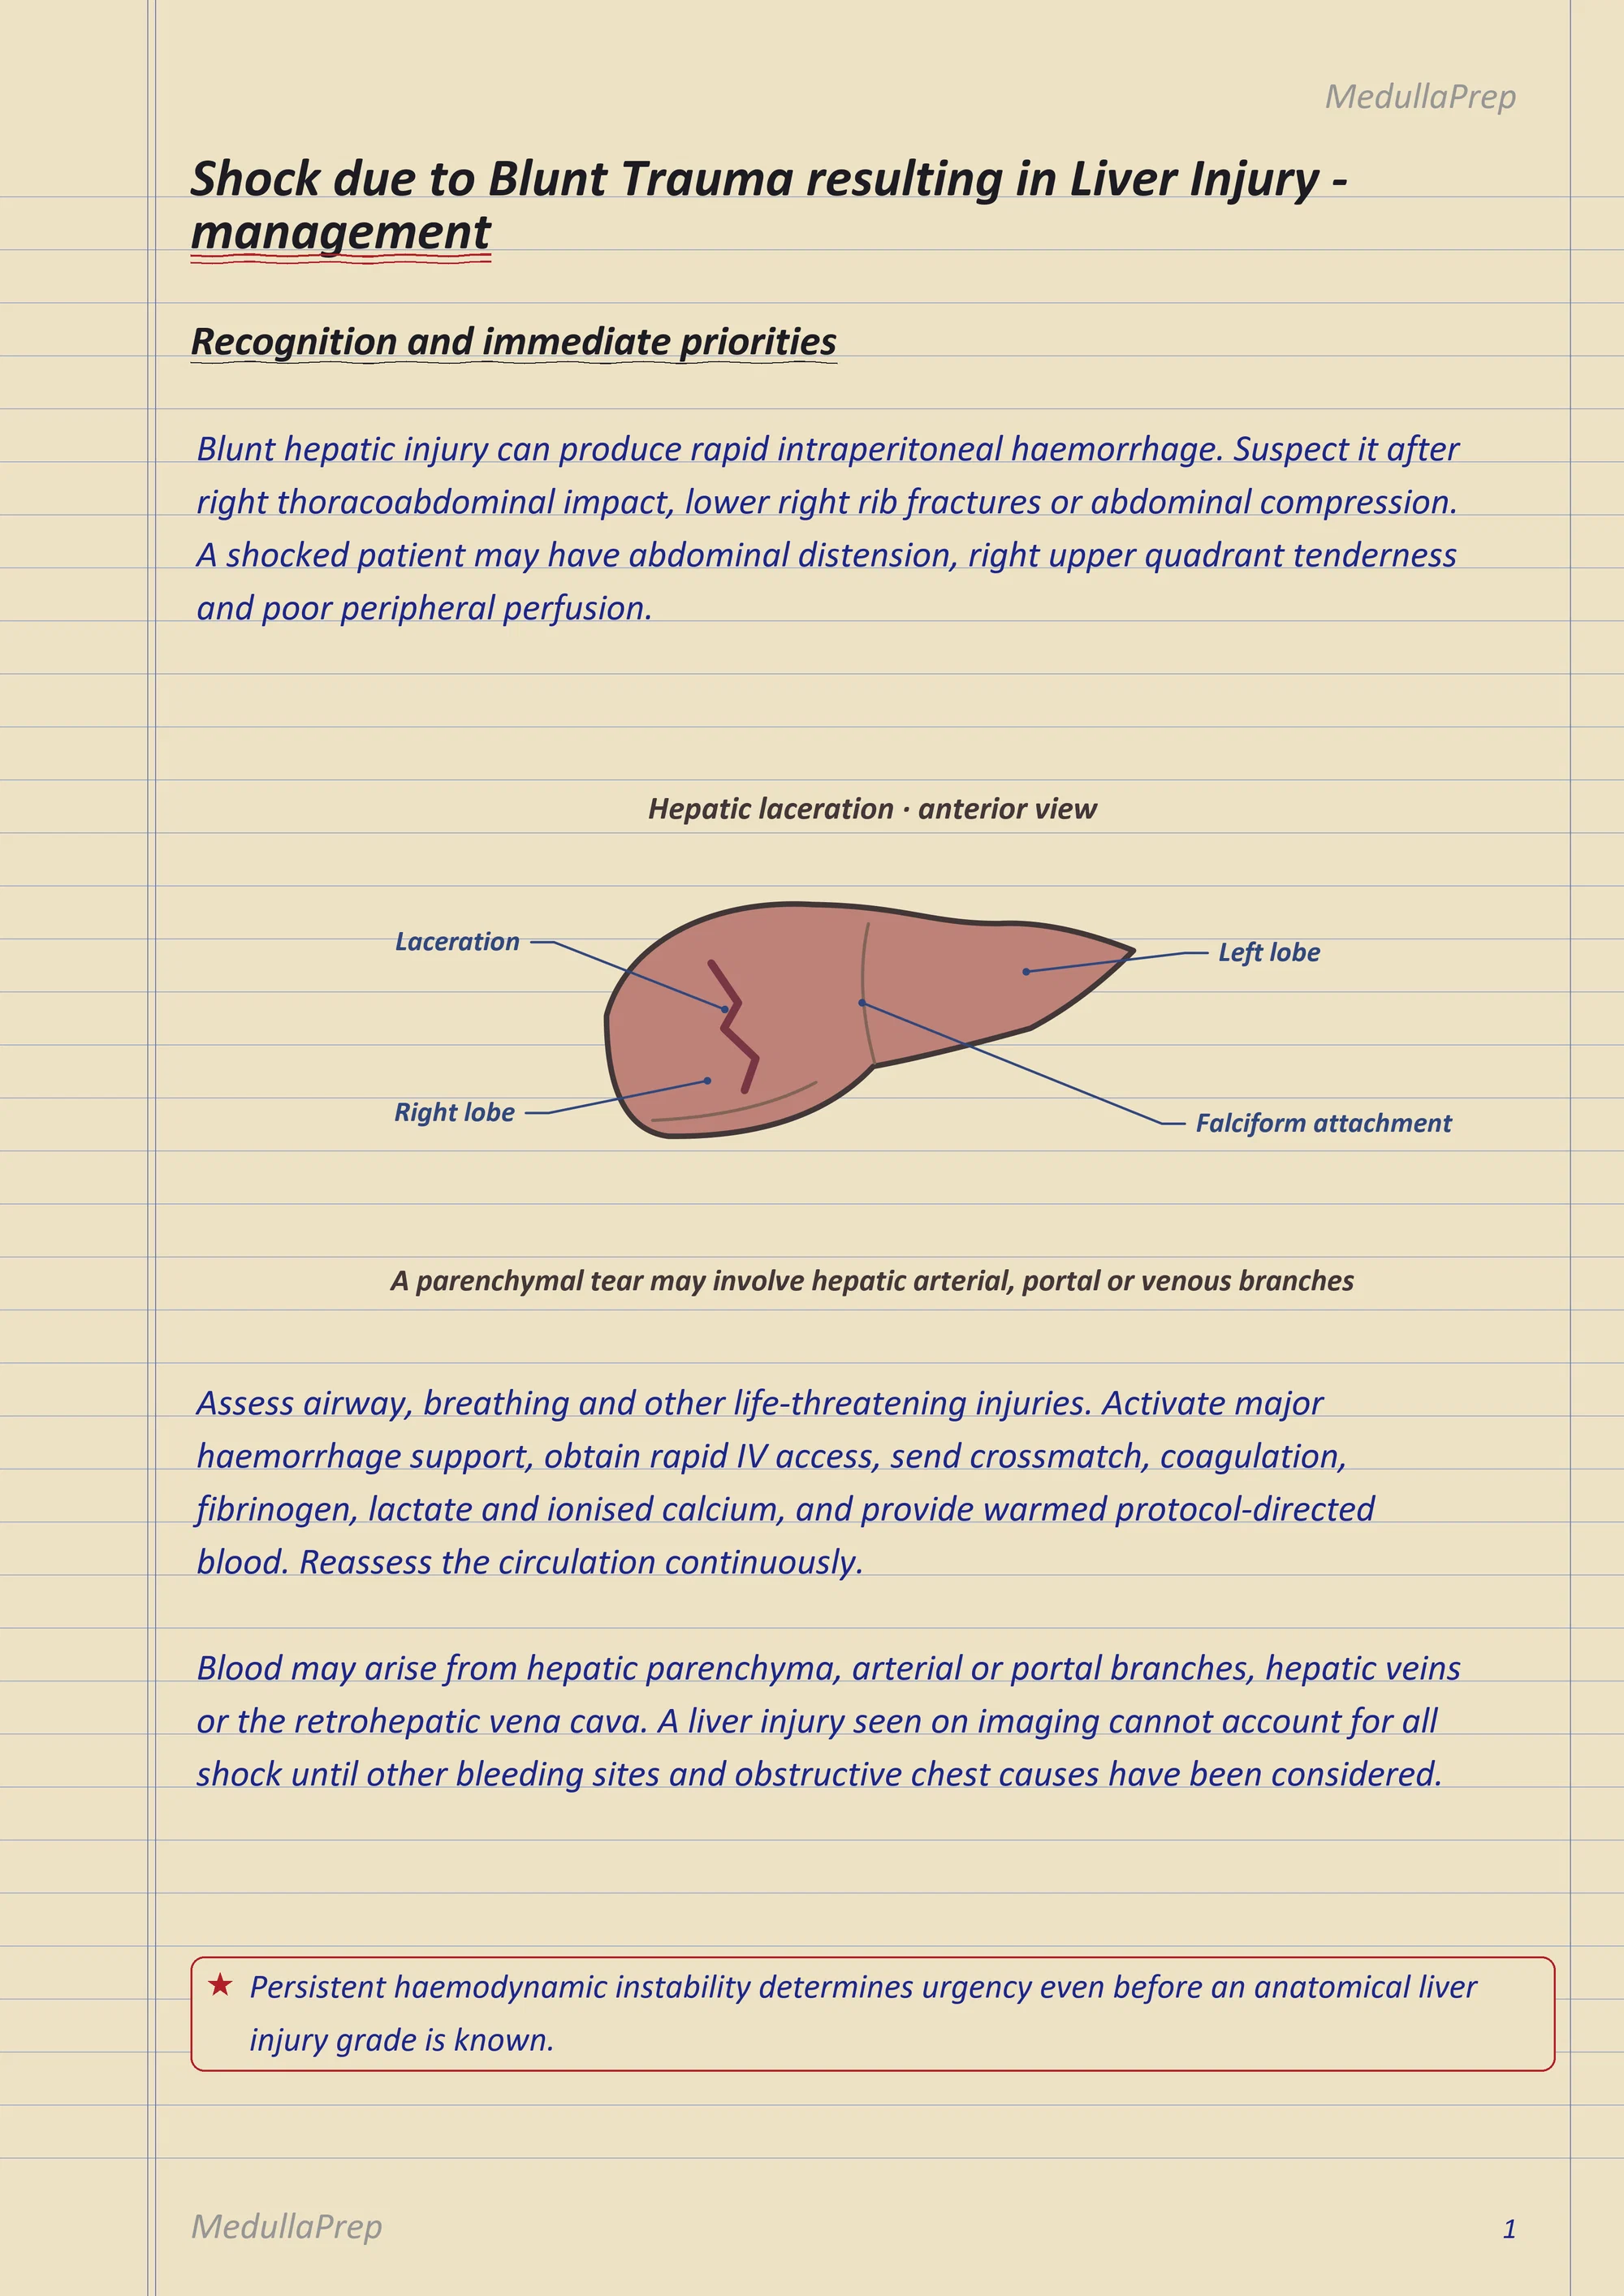 MedullaPrep
Shock due to Blunt Trauma resulting in Liver Injury -
management
Recognition and immediate priorities
Blunt hepatic injury can produce rapid intraperitoneal haemorrhage. Suspect it after
right thoracoabdominal impact, lower right rib fractures or abdominal compression.
A shocked patient may have abdominal distension, right upper quadrant tenderness
and poor peripheral perfusion.
Hepatic laceration · anterior view
Laceration
Left lobe
Right lobe
Falciform attachment
A parenchymal tear may involve hepatic arterial, portal or venous branches
Assess airway, breathing and other life-threatening injuries. Activate major
haemorrhage support, obtain rapid IV access, send crossmatch, coagulation,
fibrinogen, lactate and ionised calcium, and provide warmed protocol-directed
blood. Reassess the circulation continuously.
Blood may arise from hepatic parenchyma, arterial or portal branches, hepatic veins
or the retrohepatic vena cava. A liver injury seen on imaging cannot account for all
shock until other bleeding sites and obstructive chest causes have been considered.
★ Persistent haemodynamic instability determines urgency even before an anatomical liver
injury grade is known.
MedullaPrep
1